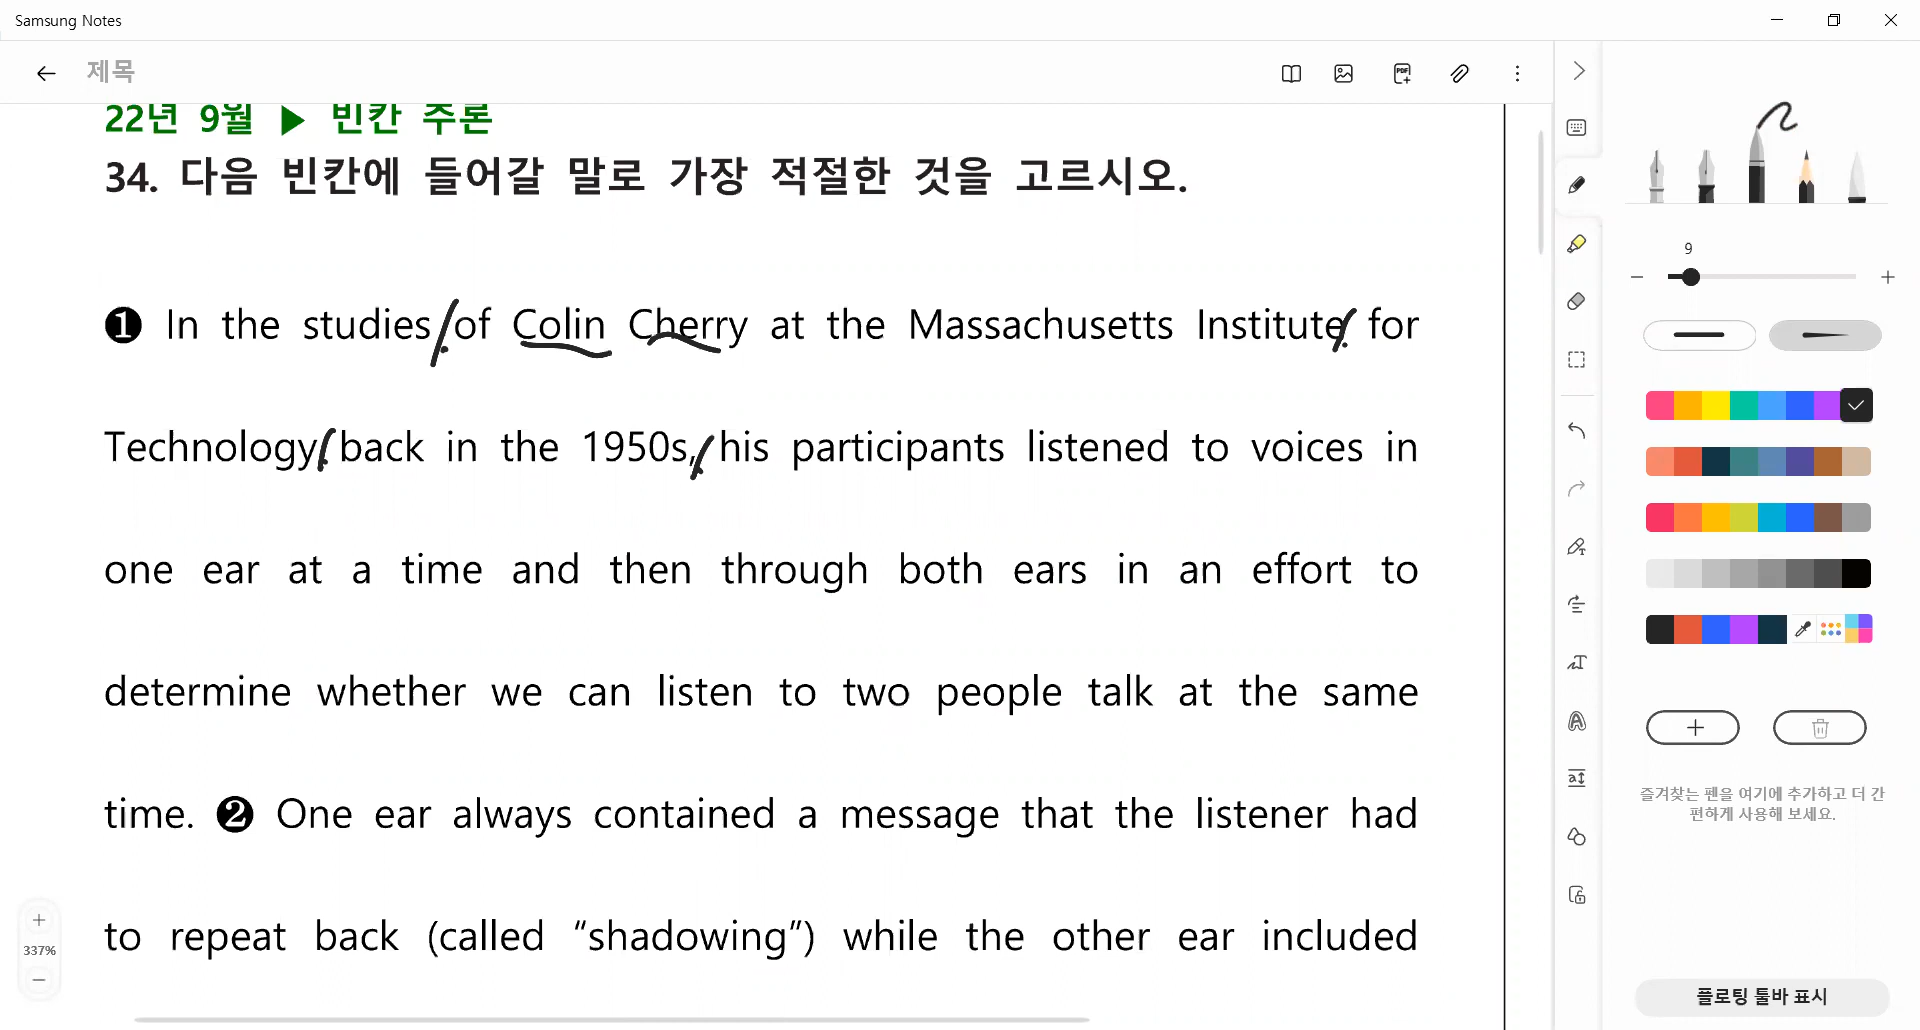 Samsung Notes
제목
22년 9월 ▶ 빈칸 추론
34. 다음 빈칸에 들어갈 말로 가장 적절한 것을 고르시오.
❶ In the studies of Colin Cherry at the Massachusetts Institute for
Technology back in the 1950s, his participants listened to voices in
one ear at a time and then through both ears in an effort to
determine whether we can listen to two people talk at the same
time. ❷ One ear always contained a message that the listener had
to repeat back (called “shadowing”) while the other ear included
337%
9
즐겨찾는 펜을 여기에 추가하고 더 간
편하게 사용해 보세요.
플로팅 툴바 표시